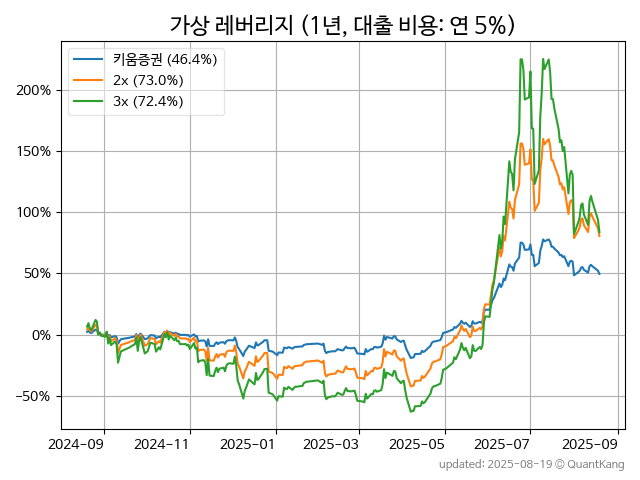 가상 레버리지 (1년, 대출 비용: 연 5%)
키움증권 (46.4%)
2x (73.0%)
3x (72.4%)
200%
150%
100%
50%
0%
−50%
2024-09 2024-11 2025-01 2025-03 2025-05 2025-07 2025-09
updated: 2025-08-19 © QuantKang